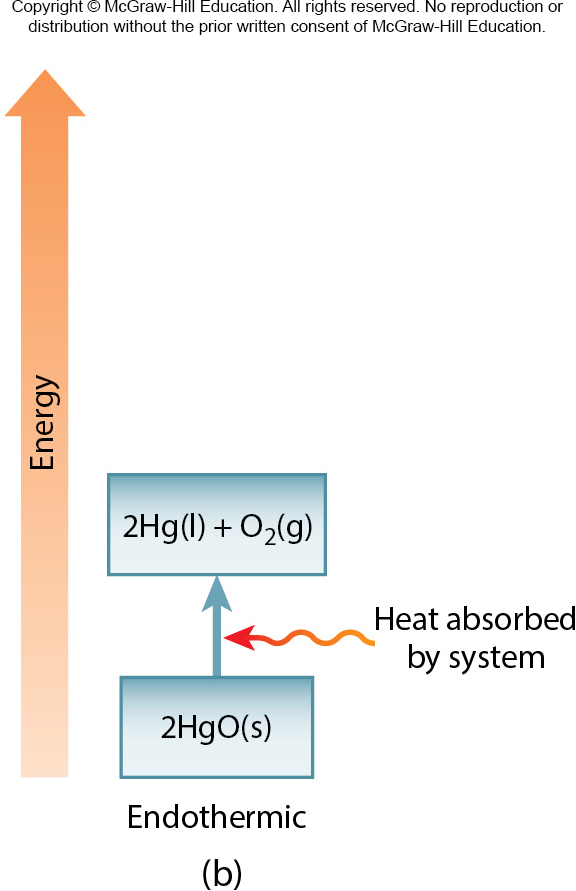 Copyright © McGraw-Hill Education. All rights reserved. No reproduction or
distribution without the prior written consent of McGraw-Hill Education.
Energy
2Hg(l) + O₂(g)
Heat absorbed
by system
2HgO(s)
Endothermic
(b)